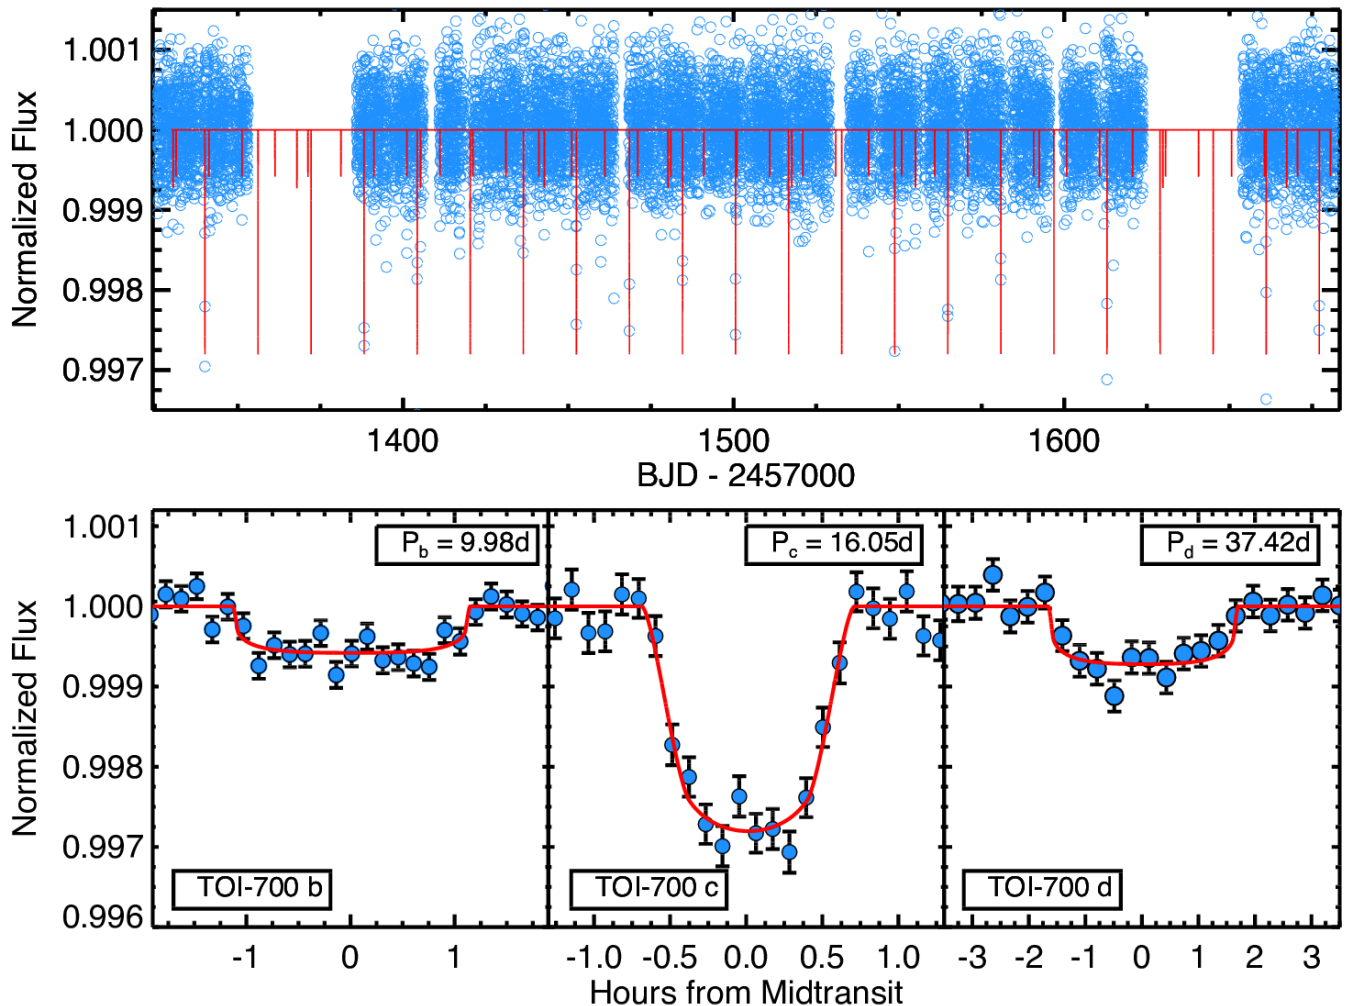 Normalized Flux
1.001
1.000
0.999
0.998
0.997
1400 1500 1600
BJD - 2457000
Normalized Flux
1.001
1.000
0.999
0.998
0.997
0.996
P_b = 9.98d
P_c = 16.05d
P_d = 37.42d
TOI-700 b
TOI-700 c
TOI-700 d
-1 0 1
-1.0 -0.5 0.0 0.5 1.0
-3 -2 -1 0 1 2 3
Hours from Midtransit